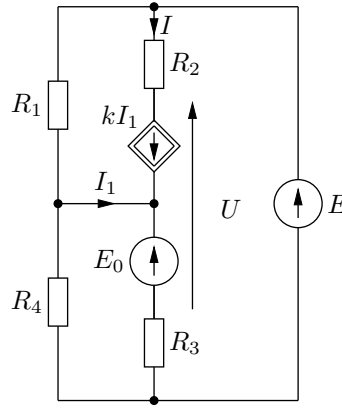 I
R₂
R₁
kI₁
I₁
U
E
E₀
R₄
R₃